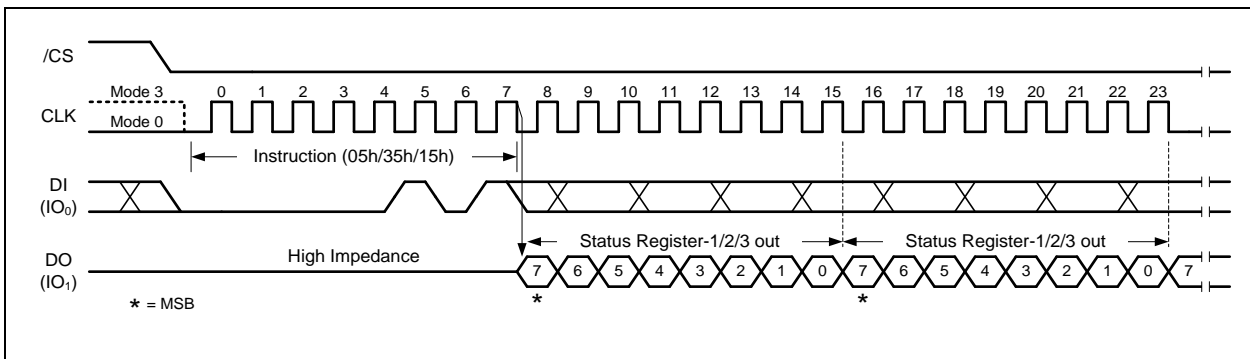 /CS
Mode 3
0 1 2 3 4 5 6 7 8 9 10 11 12 13 14 15 16 17 18 19 20 21 22 23
CLK
Mode 0
Instruction (05h/35h/15h)
DI
(IO₀)
Status Register-1/2/3 out Status Register-1/2/3 out
High Impedance
DO
(IO₁)
7 6 5 4 3 2 1 0 7 6 5 4 3 2 1 0 7
* *
* = MSB